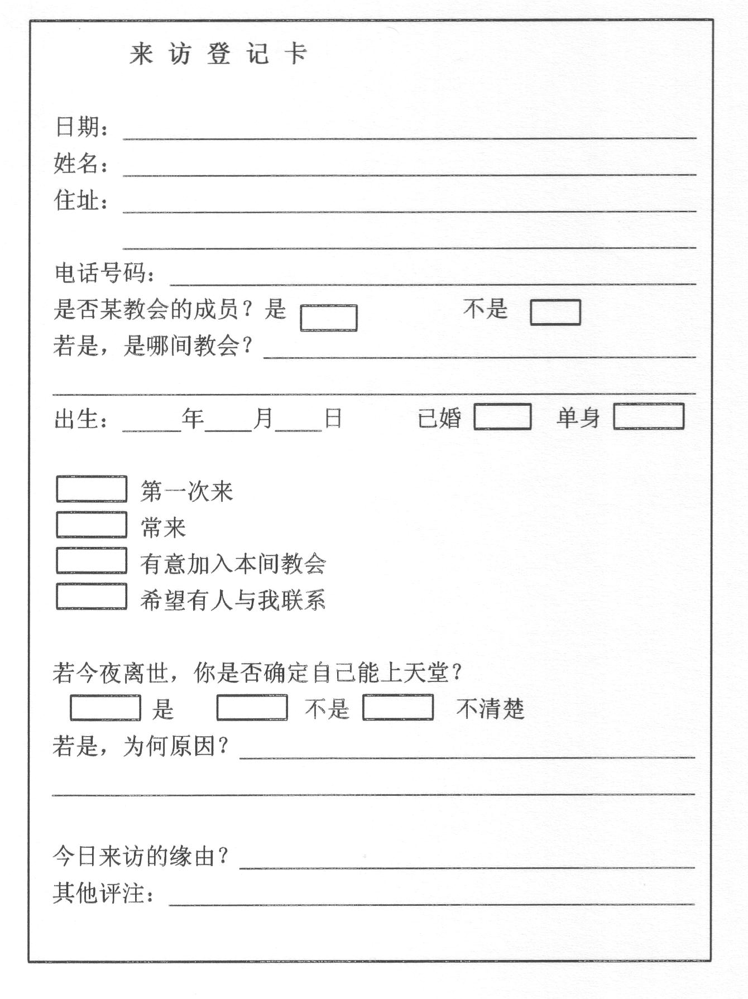 来访登记卡
日期：
姓名：
住址：
电话号码：
是否某教会的成员？是 不是
若是，是哪间教会？
出生： 年 月 日 已婚 单身
第一次来
常来
有意加入本间教会
希望有人与我联系
若今夜离世，你是否确定自己能上天堂？
是 不是 不清楚
若是，为何原因？
今日来访的缘由？
其他评注：